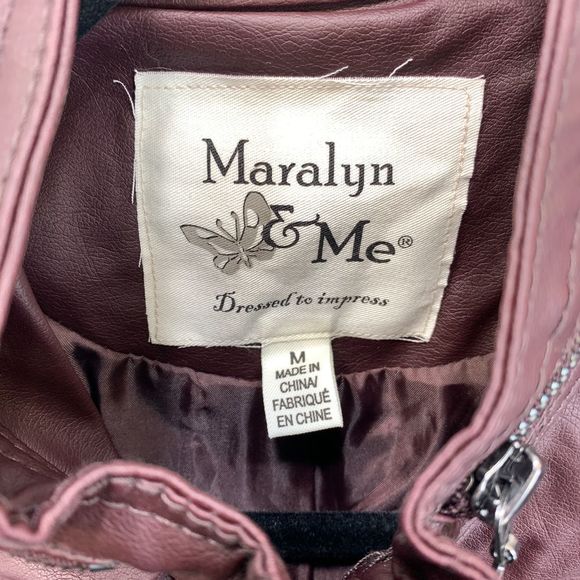 Maralyn
& Me®
Dressed to impress
M
MADE IN
CHINA/
FABRIQUÉ
EN CHINE